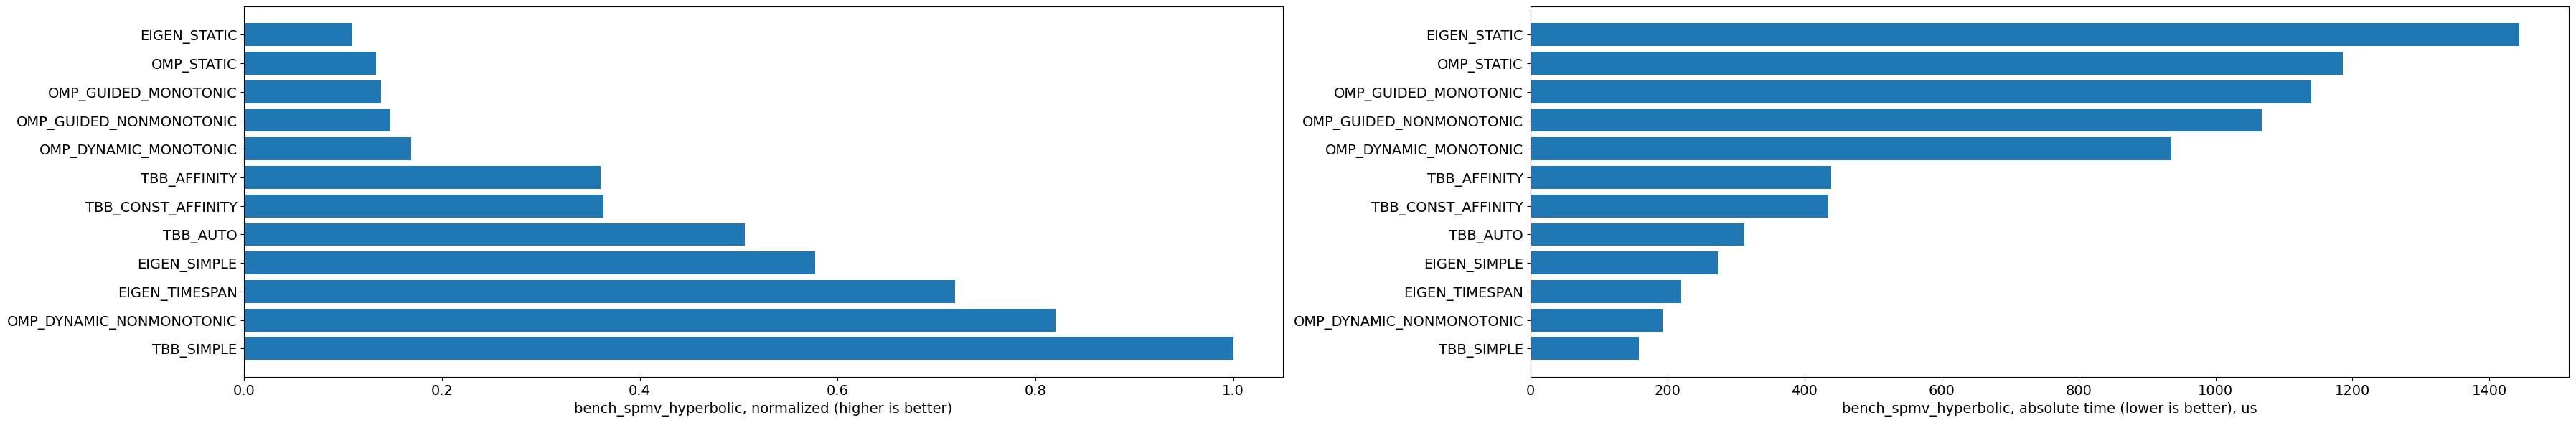 EIGEN_STATIC
OMP_STATIC
OMP_GUIDED_MONOTONIC
OMP_GUIDED_NONMONOTONIC
OMP_DYNAMIC_MONOTONIC
TBB_AFFINITY
TBB_CONST_AFFINITY
TBB_AUTO
EIGEN_SIMPLE
EIGEN_TIMESPAN
OMP_DYNAMIC_NONMONOTONIC
TBB_SIMPLE
0.0 0.2 0.4 0.6 0.8 1.0
bench_spmv_hyperbolic, normalized (higher is better)
EIGEN_STATIC
OMP_STATIC
OMP_GUIDED_MONOTONIC
OMP_GUIDED_NONMONOTONIC
OMP_DYNAMIC_MONOTONIC
TBB_AFFINITY
TBB_CONST_AFFINITY
TBB_AUTO
EIGEN_SIMPLE
EIGEN_TIMESPAN
OMP_DYNAMIC_NONMONOTONIC
TBB_SIMPLE
0 200 400 600 800 1000 1200 1400
bench_spmv_hyperbolic, absolute time (lower is better), us